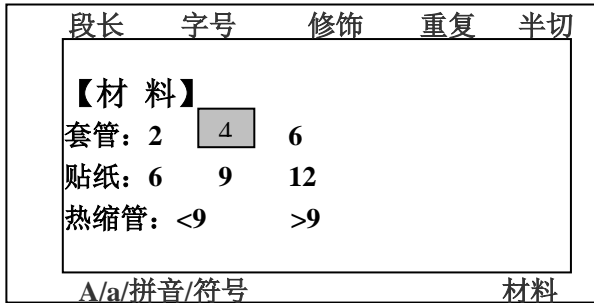 段长 字号 修饰 重复 半切
【材 料】
套管：2 4 6
贴纸：6 9 12
热缩管：<9 >9
A/a/拼音/符号 材料